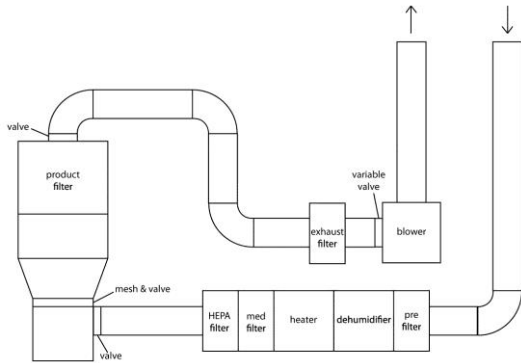 valve
product
filter
variable
valve
exhaust
filter
blower
mesh & valve
HEPA
filter
med
filter
heater
dehumidifier
pre
filter
valve